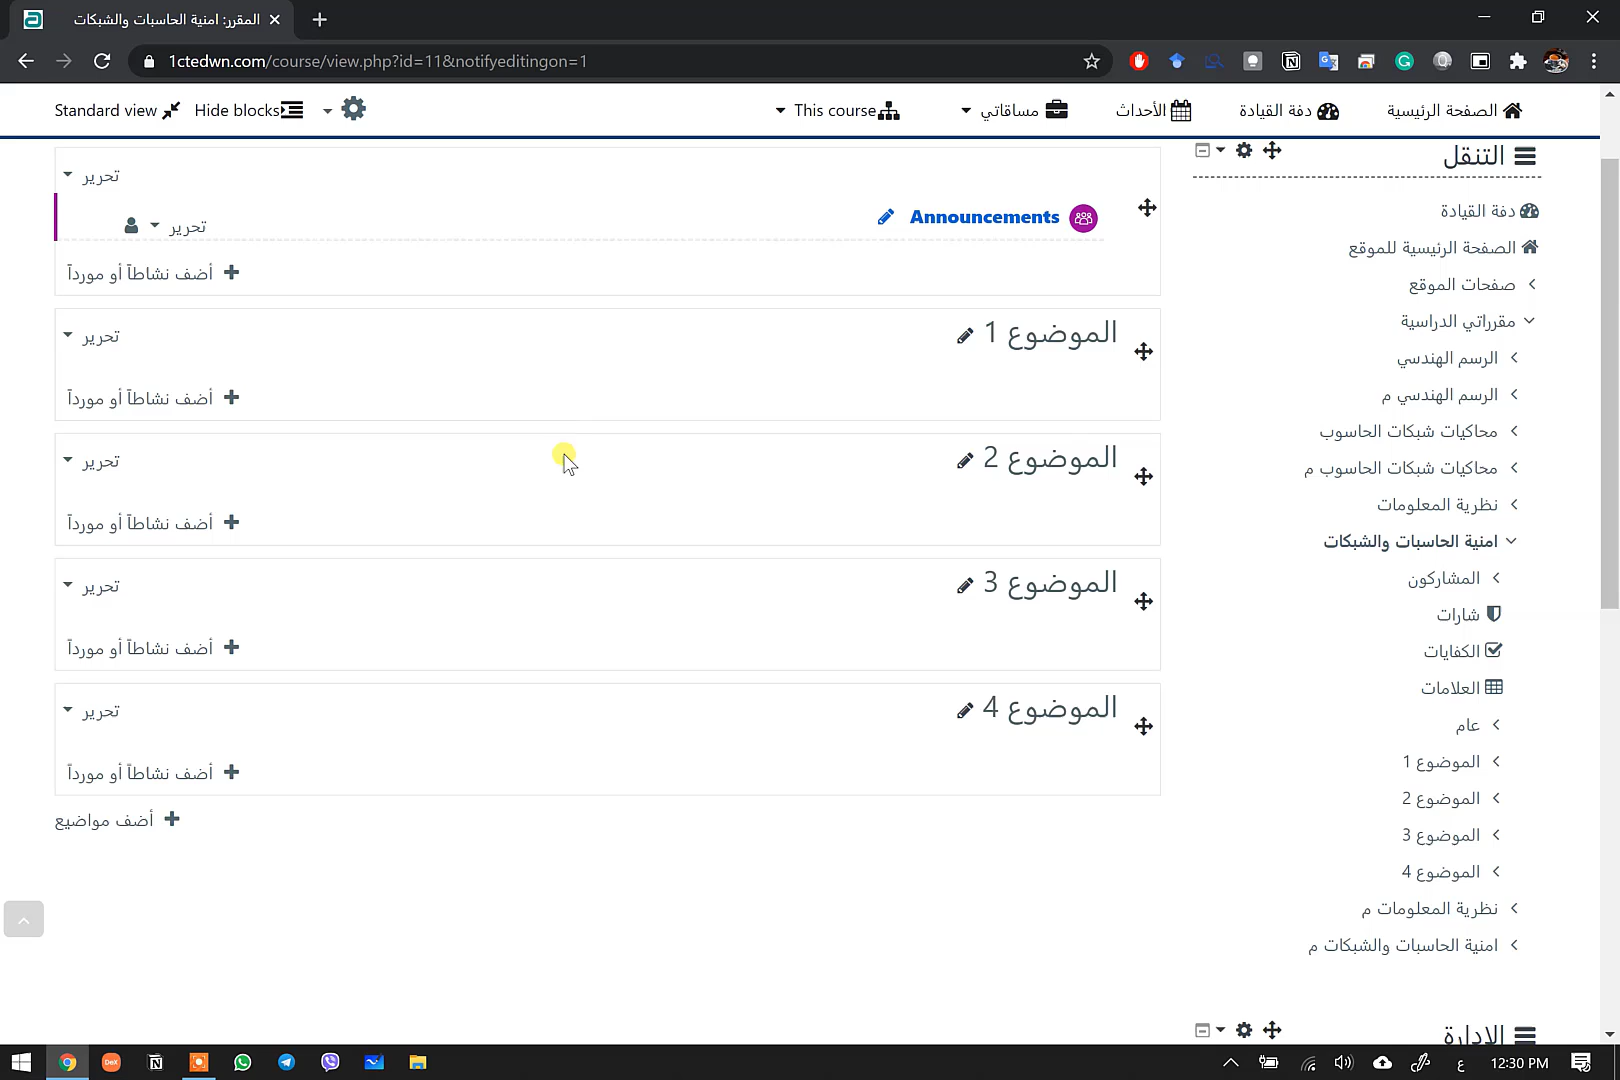 المقرر: امنية الحاسبات والشبكات
1ctedwn.com/course/view.php?id=11&notifyeditingon=1
الصفحة الرئيسية
دفة القيادة
الأحداث
مساقاتي
This course
Hide blocks
Standard view
التنقل
دفة القيادة
الصفحة الرئيسية للموقع
صفحات الموقع
مقرراتي الدراسية
الرسم الهندسي
الرسم الهندسي م
محاكيات شبكات الحاسوب
محاكيات شبكات الحاسوب م
نظرية المعلومات
امنية الحاسبات والشبكات
المشاركون
شارات
الكفايات
العلامات
عام
الموضوع 1
الموضوع 2
الموضوع 3
الموضوع 4
نظرية المعلومات م
امنية الحاسبات والشبكات م
الإدارة
تحرير
Announcements
تحرير
أضف نشاطاً أو مورداً
الموضوع 1
تحرير
أضف نشاطاً أو مورداً
الموضوع 2
تحرير
أضف نشاطاً أو مورداً
الموضوع 3
تحرير
أضف نشاطاً أو مورداً
الموضوع 4
تحرير
أضف نشاطاً أو مورداً
أضف مواضيع
DeX
ع
12:30 PM